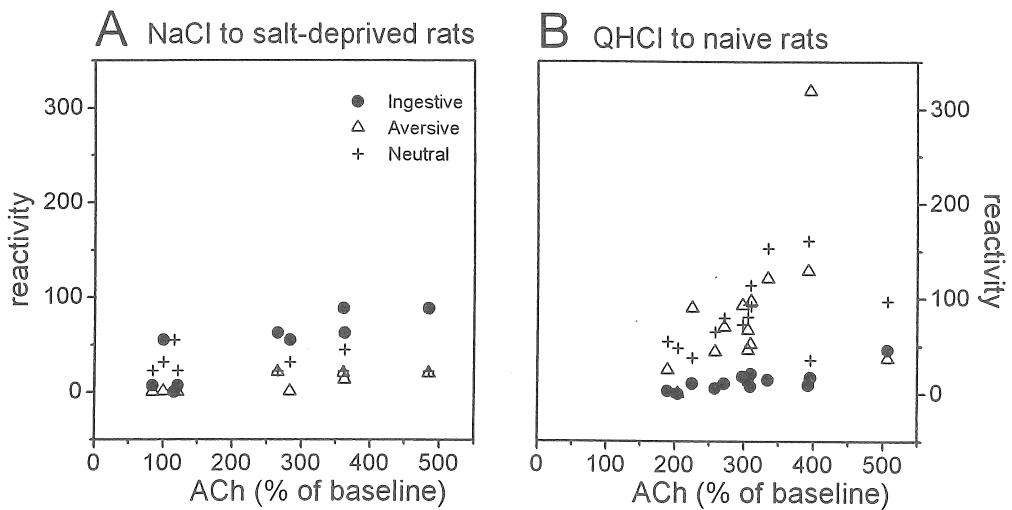 A NaCl to salt-deprived rats
300
200
100
0
reactivity
Ingestive
Aversive
Neutral
0 100 200 300 400 500
ACh (% of baseline)
B QHCl to naive rats
300
200
100
0
reactivity
0 100 200 300 400 500
ACh (% of baseline)